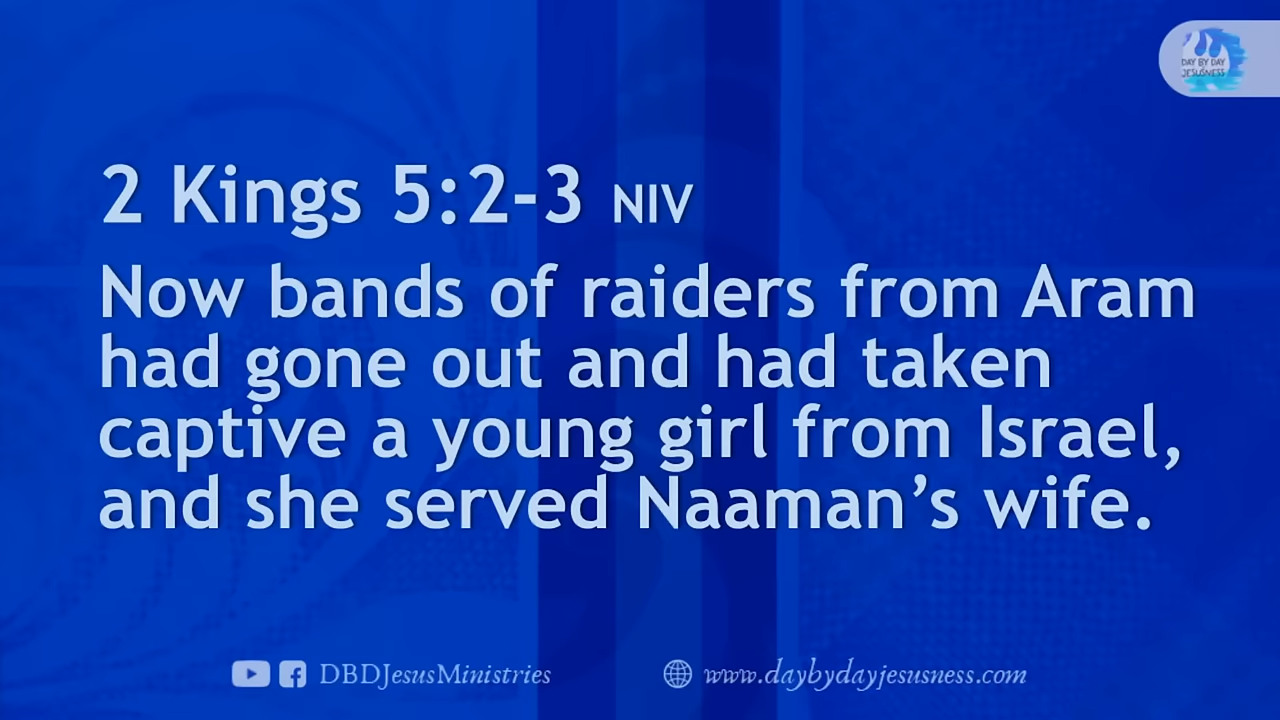 DAY BY DAY
JESUSNESS
2 Kings 5:2-3 NIV
Now bands of raiders from Aram
had gone out and had taken
captive a young girl from Israel,
and she served Naaman’s wife.
DBDJesusMinistries
www.daybydayjesusness.com